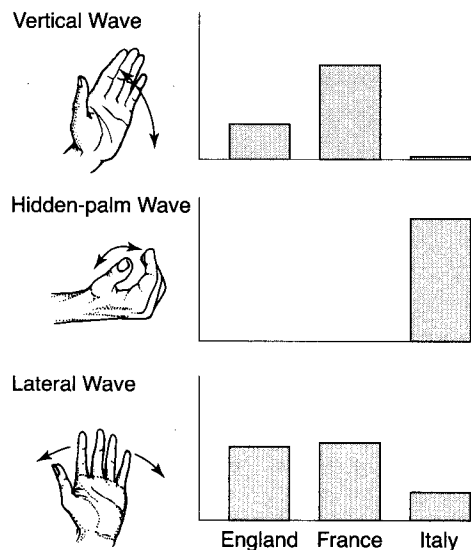 Vertical Wave
Hidden-palm Wave
Lateral Wave
England France Italy